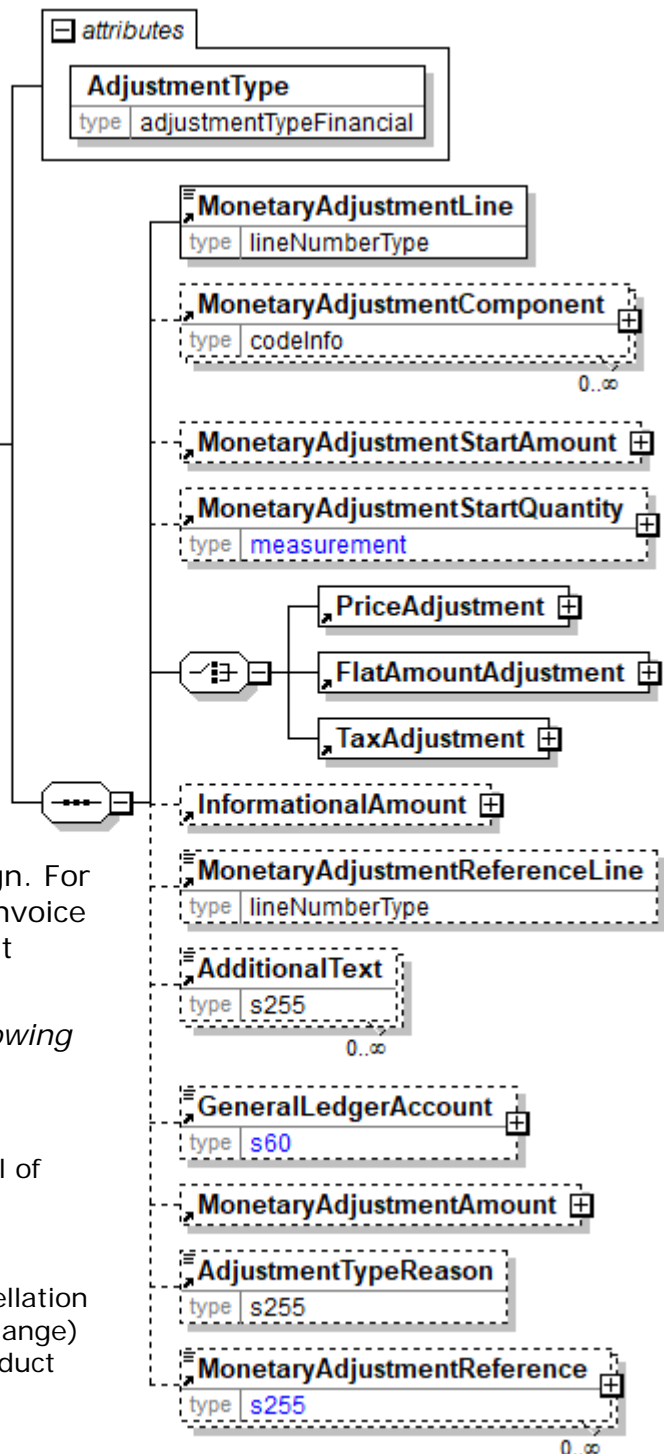 attributes
AdjustmentType
type adjustmentTypeFinancial
MonetaryAdjustmentLine
type lineNumberType
MonetaryAdjustmentComponent
type codeInfo
0..∞
MonetaryAdjustmentStartAmount
MonetaryAdjustmentStartQuantity
type measurement
PriceAdjustment
FlatAmountAdjustment
TaxAdjustment
InformationalAmount
MonetaryAdjustmentReferenceLine
type lineNumberType
AdditionalText
type s255
0..∞
GeneralLedgerAccount
type s60
MonetaryAdjustmentAmount
AdjustmentTypeReason
type s255
MonetaryAdjustmentReference
type s255
0..∞
gn. For
nvoice
t
owing
l of
ellation
ange)
duct